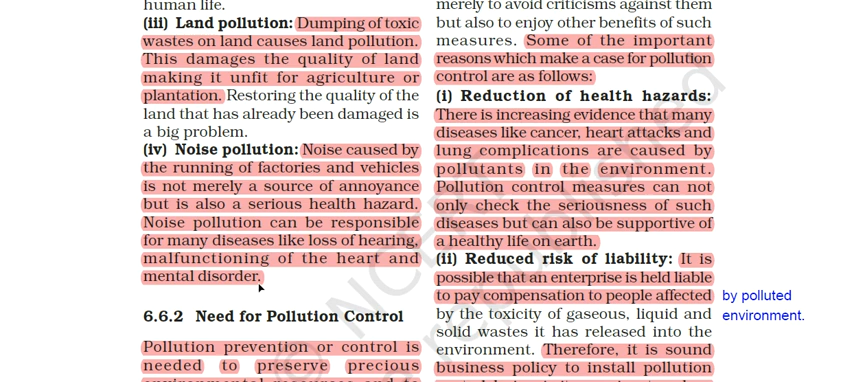 human life.
(iii) Land pollution: Dumping of toxic
wastes on land causes land pollution.
This damages the quality of land
making it unfit for agriculture or
plantation. Restoring the quality of the
land that has already been damaged is
a big problem.
(iv) Noise pollution: Noise caused by
the running of factories and vehicles
is not merely a source of annoyance
but is also a serious health hazard.
Noise pollution can be responsible
for many diseases like loss of hearing,
malfunctioning of the heart and
mental disorder.
6.6.2 Need for Pollution Control
Pollution prevention or control is
needed to preserve precious
environmental resources and to
merely to avoid criticisms against them
but also to enjoy other benefits of such
measures. Some of the important
reasons which make a case for pollution
control are as follows:
(i) Reduction of health hazards:
There is increasing evidence that many
diseases like cancer, heart attacks and
lung complications are caused by
pollutants in the environment.
Pollution control measures can not
only check the seriousness of such
diseases but can also be supportive of
a healthy life on earth.
(ii) Reduced risk of liability: It is
possible that an enterprise is held liable
to pay compensation to people affected
by the toxicity of gaseous, liquid and
solid wastes it has released into the
environment. Therefore, it is sound
business policy to install pollution
by polluted
environment.
© NCERT
republished